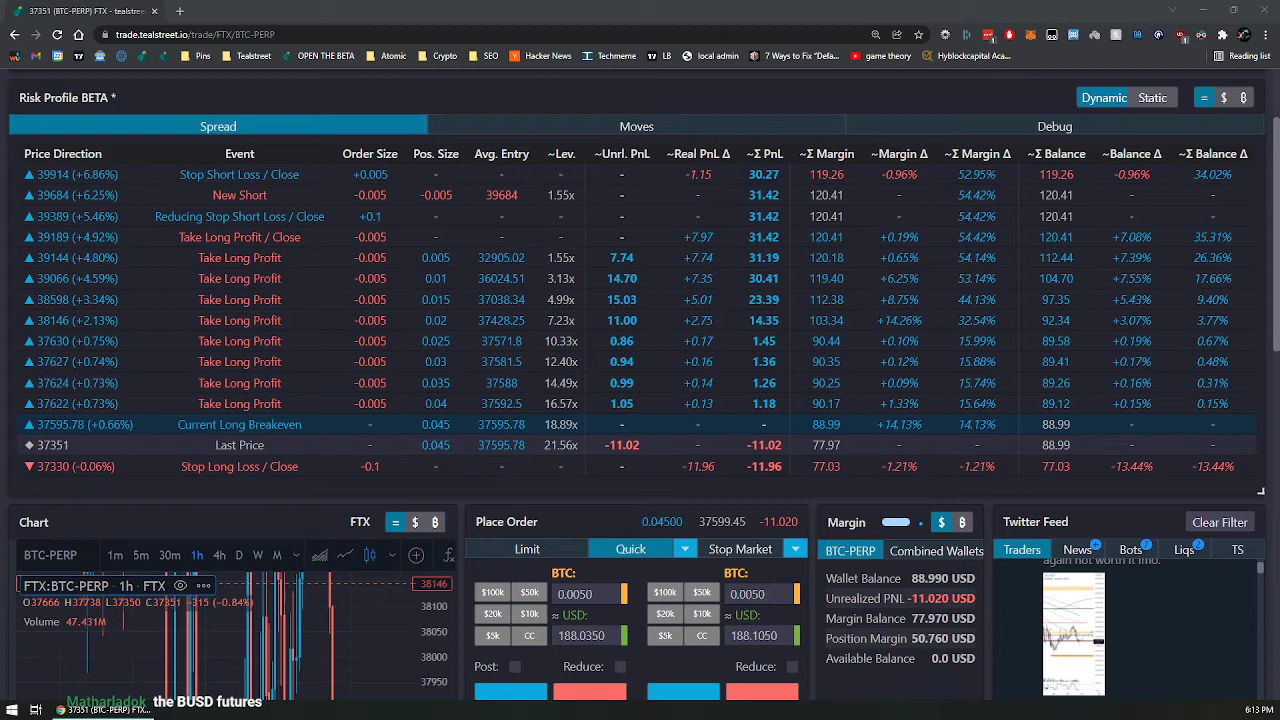 37351 (BTC-PERP) FTX - tealstree
trade.tealstreet.io/trade/FTX/BTC-PERP
Pins Tealstreet OPEN THE BETA Atomic Crypto SEO Hacker News Techmeme LB local admin 7 Ways to Fix "Defa... game theory Hyblockcapital Aca... Reading list
Risk Profile BETA * Dynamic Static = $ ₿
Spread Moves Debug
Price Direction Event Order Size Pos. Size Avg. Entry ~Lev. ~Unrl. PnL ~Real PnL Δ ~Σ PnL ~Σ Margin ~Margin Δ ~Σ Margin Δ ~Σ Balance ~Balance Δ ~Σ Balance Δ
▲ 39914 (+6.86%) Stop Short Loss / Close +0.005 - - - - -1.15 30.27 119.26 -0.96% 52.95% 119.26 -0.96% 34.02%
▲ 39684 (+6.25%) New Short -0.005 -0.005 39684 1.55x - - 31.42 120.41 - 54.42% 120.41 - -
▲ 39389 (+5.46%) Reducing Stop Short Loss / Close +0.1 - - - - - 31.42 120.41 - 54.42% 120.41 - -
▲ 39189 (+4.92%) Take Long Profit / Close -0.005 - - - - +7.97 31.42 120.41 +0.19% 54.42% 120.41 +7.08% 35.31%
▲ 39144 (+4.80%) Take Long Profit -0.005 0.005 32905.02 1.55x 7.74 +7.74 31.19 120.18 +0.65% 54.14% 112.44 +7.39% 26.36%
▲ 39066 (+4.59%) Take Long Profit -0.005 0.01 36024.51 3.13x 14.70 +7.35 30.41 119.40 +6.25% 53.14% 104.70 +7.55% 17.66%
▲ 38598 (+3.34%) Take Long Profit -0.005 0.015 37038.34 4.99x 15.03 +5.01 23.39 112.38 +8.75% 44.13% 97.35 +5.43% 9.40%
▲ 38146 (+2.13%) Take Long Profit -0.005 0.02 37428.25 7.23x 11.00 +2.75 14.35 103.34 +14.26% 32.54% 92.34 +3.07% 3.77%
▲ 37630 (+0.75%) Take Long Profit -0.005 0.025 37571.8 10.33x 0.86 +0.17 1.45 90.44 +0.10% 15.99% 89.58 +0.19% 0.67%
▲ 37627 (+0.74%) Take Long Profit -0.005 0.03 37581.5 12.40x 0.94 +0.16 1.36 90.35 +0.12% 15.88% 89.41 +0.17% 0.48%
▲ 37624 (+0.73%) Take Long Profit -0.005 0.035 37588 14.49x 0.99 +0.14 1.26 90.25 +0.09% 15.74% 89.26 +0.16% 0.31%
▲ 37622 (+0.73%) Take Long Profit -0.005 0.04 37592.5 16.57x 1.05 +0.13 1.18 90.17 +1.33% 15.64% 89.12 +0.15% 0.15%
▲ 37595.78 (+0.66%) Current Long Breakeven - 0.045 37595.78 18.89x - - - 88.99 +14.13% 14.13% 88.99 - -
◆ 37351 Last Price 0.045 37595.78 21.56x -11.02 - -11.02 77.97 - - 88.99 - -
▼ 37330 (-0.06%) Stop Long Loss / Close -0.1 - - - - -11.96 -11.96 77.03 -1.21% -1.21% 77.03 -13.44% -13.44%
Chart FTX = $ ₿
BTC-PERP 1m 5m 30m 1h 4h D W M
FTX:BTC-PERP 1h FTX
Volume
38146
38100
38050
38000
37950
Place Order 0.04500 37599.45 -11.020
Limit Quick Stop Market
BTC: BTC:
0.0050 $50k 0.0050
USD: USD:
$10k
CC CC
Post: Reduce: Reduce:
Margin $ ₿
BTC-PERP Combined Wallets
Unrealized PNL -11.020 USD
Margin Balance 77.970 USD
Position Margin 50.760 USD
Available Balance 0.0 USD
Twitter Feed Clear Filter
Traders News + Bots 7 Liqs 2 TS
again not worth it imo.
Matharladok
37351 (BTC-PERP)
6:13 PM